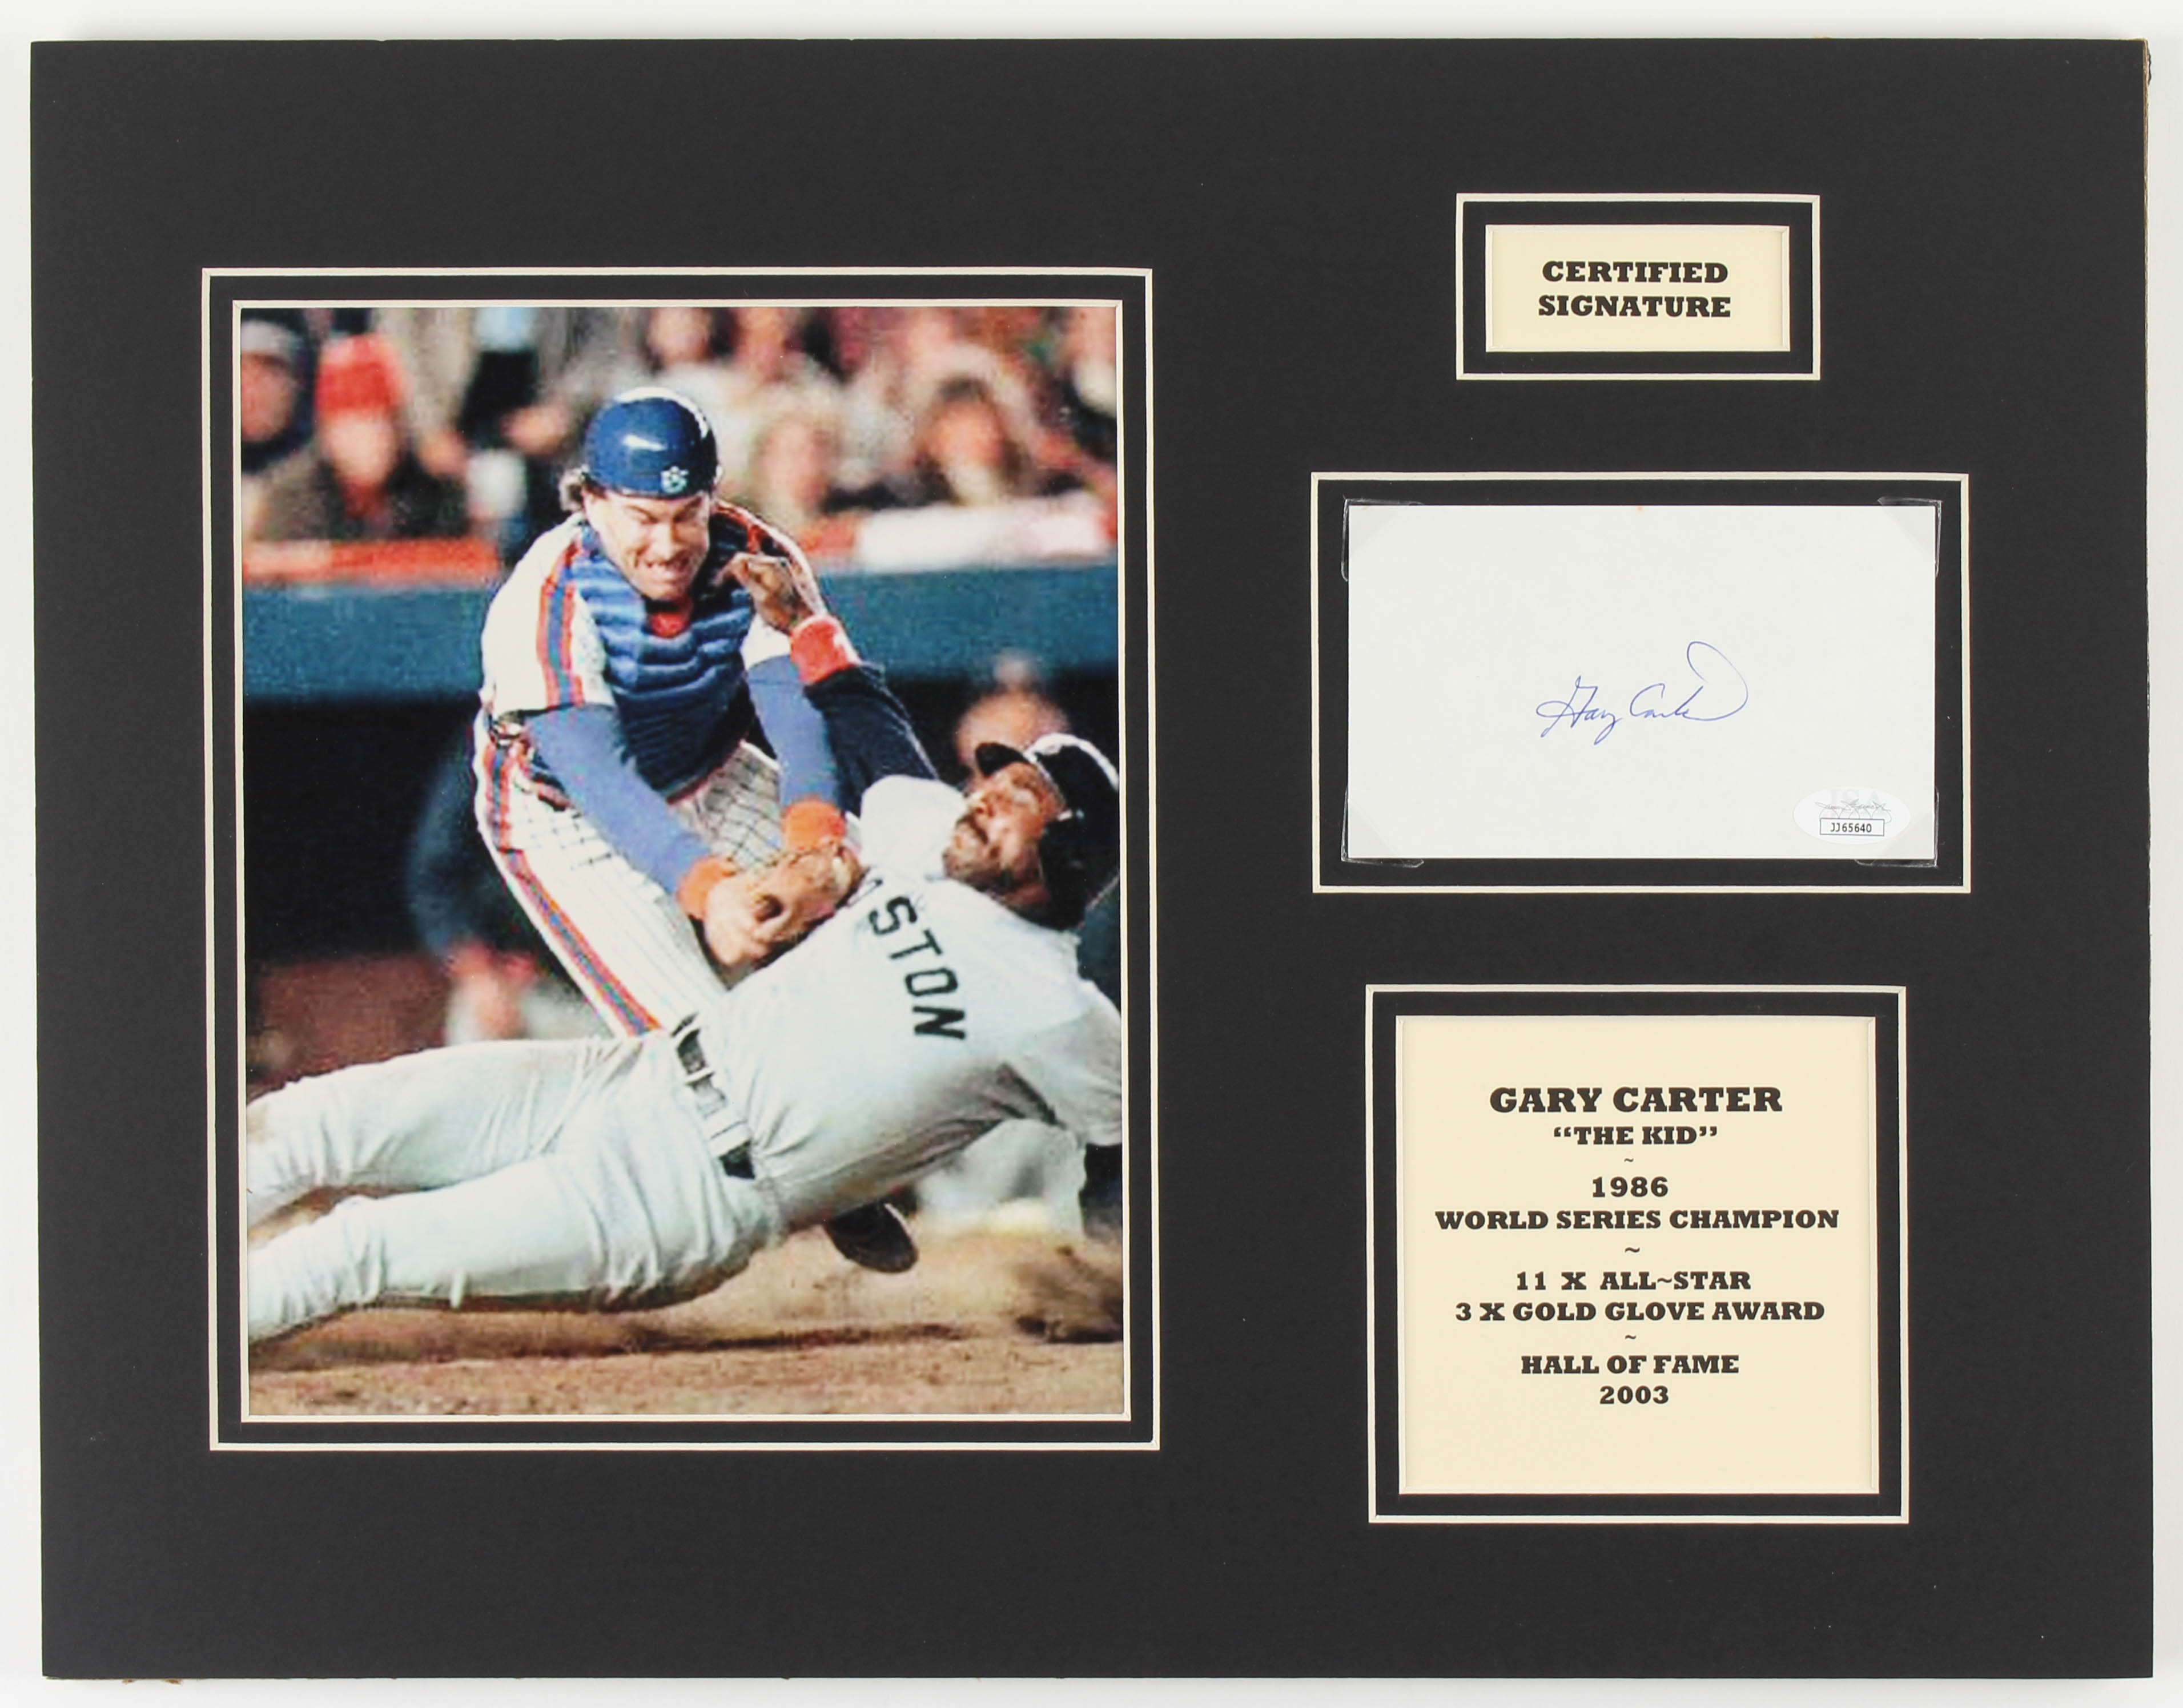 CERTIFIED
SIGNATURE
Gary Carter
JJ65640
STON
GARY CARTER
“THE KID”
~
1986
WORLD SERIES CHAMPION
~
11 X ALL~STAR
3 X GOLD GLOVE AWARD
~
HALL OF FAME
2003